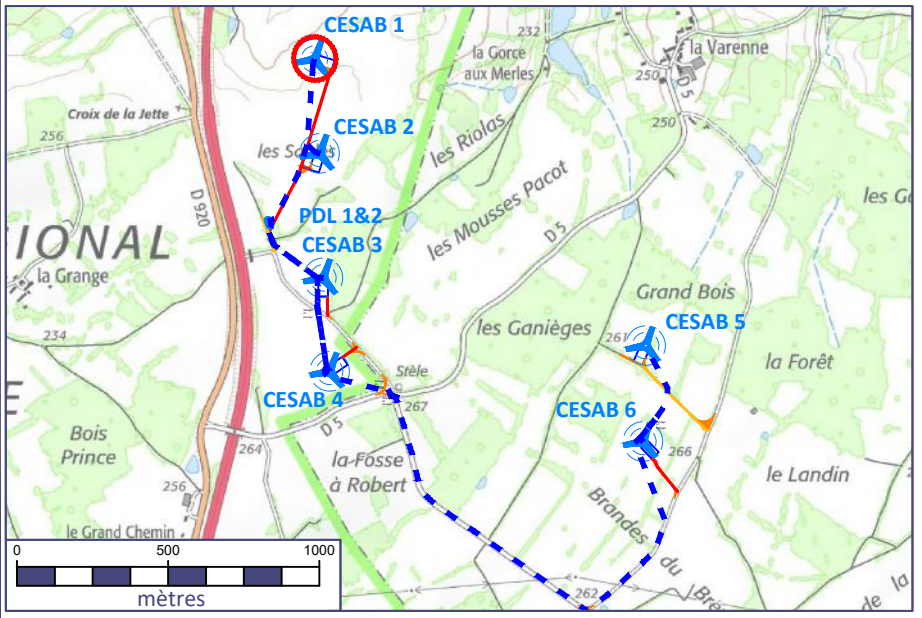 CESAB 1
232
la Varenne
la Gorce
aux Merles
250
D 5
Croix de la Jette
256
CESAB 2
250
les Riolas
D 920
les Mousses Pacot
PDL 1&2
D 5
IONAL
CESAB 3
la Grange
Grand Bois
234
les Ganièges
261
CESAB 5
la Forêt
Stèle
CESAB 4
267
CESAB 6
D 5
Bois
Prince
264
266
la Fosse
à Robert
le Landin
256
Brandes du
le Grand Chemin
0 500 1000
mètres
262
de la